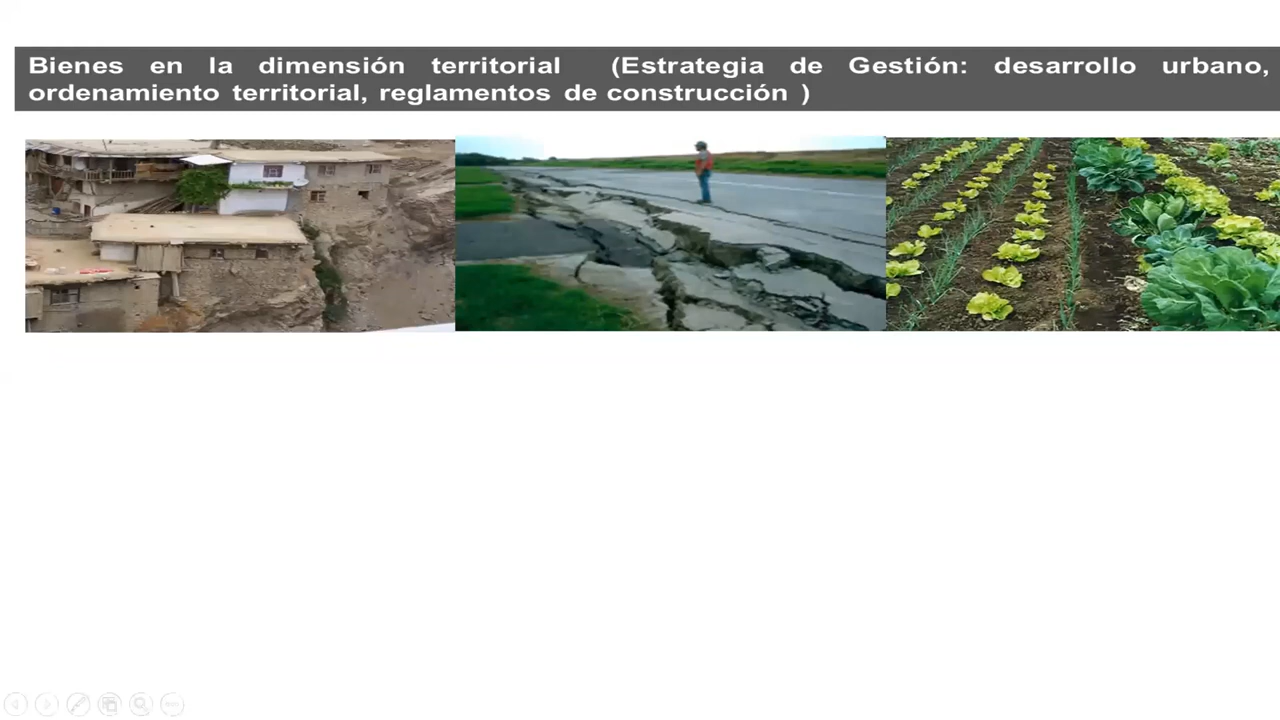 Bienes en la dimensión territorial (Estrategia de Gestión: desarrollo urbano,
ordenamiento territorial, reglamentos de construcción )